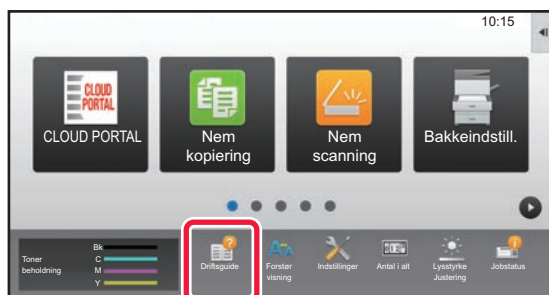 10:15
CLOUD
PORTAL
CLOUD PORTAL
Nem
kopiering
Nem
scanning
Bakkeindstill.
Toner
beholdning
Bk
C
M
Y
Driftsguide
Forstør
visning
Indstillinger
Antal i alt
Lysstyrke
Justering
Jobstatus